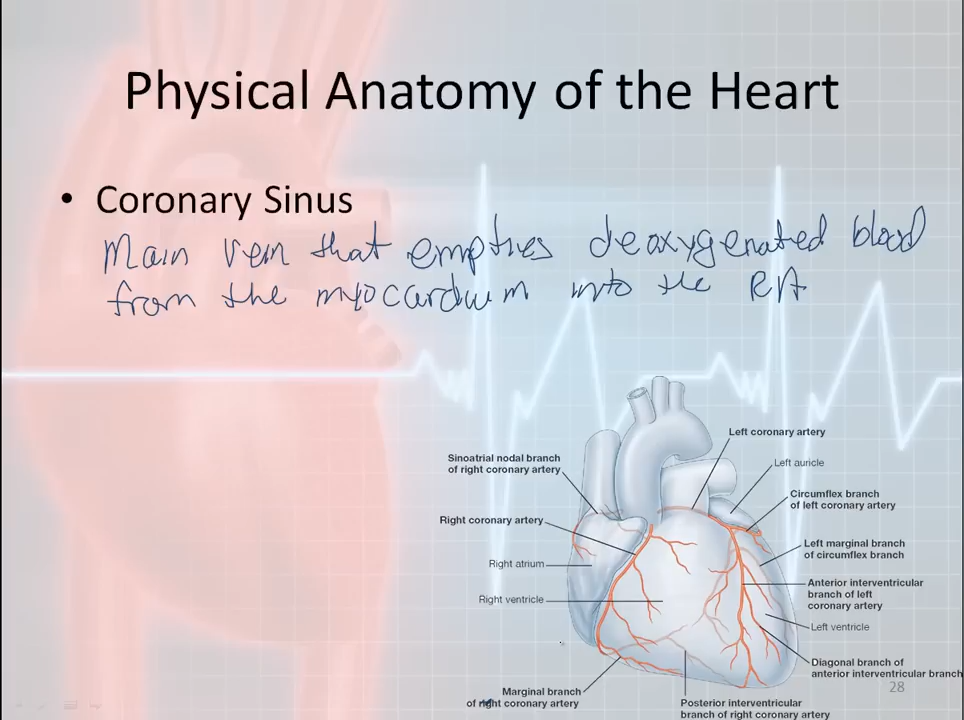 Physical Anatomy of the Heart
• Coronary Sinus
Main vein that empties deoxygenated blood
from the myocardium into the RA
Left coronary artery
Sinoatrial nodal branch
of right coronary artery
Left auricle
Circumflex branch
of left coronary artery
Right coronary artery
Left marginal branch
of circumflex branch
Right atrium
Anterior interventricular
branch of left
coronary artery
Right ventricle
Left ventricle
Diagonal branch of
anterior interventricular branch
28
Marginal branch
of right coronary artery
Posterior interventricular
branch of right coronary artery